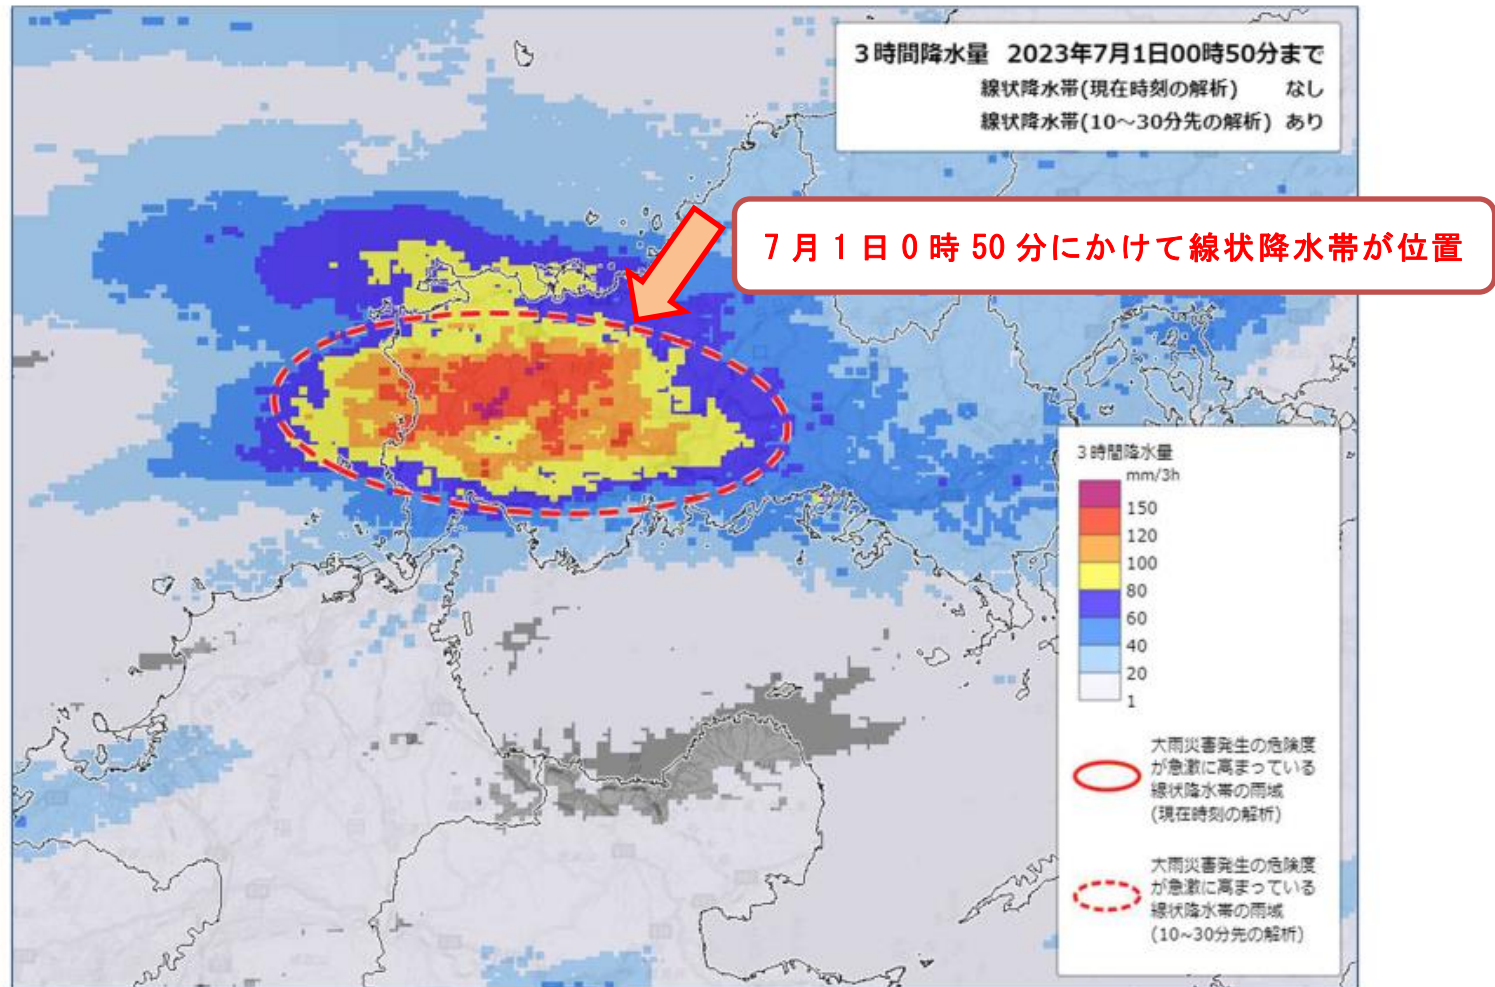 3時間降水量 2023年7月1日00時50分まで
線状降水帯(現在時刻の解析) なし
線状降水帯(10～30分先の解析) あり
7月1日0時50分にかけて線状降水帯が位置
3時間降水量
mm/3h
150
120
100
80
60
40
20
1
大雨災害発生の危険度
が急激に高まっている
線状降水帯の雨域
(現在時刻の解析)
大雨災害発生の危険度
が急激に高まっている
線状降水帯の雨域
(10~30分先の解析)